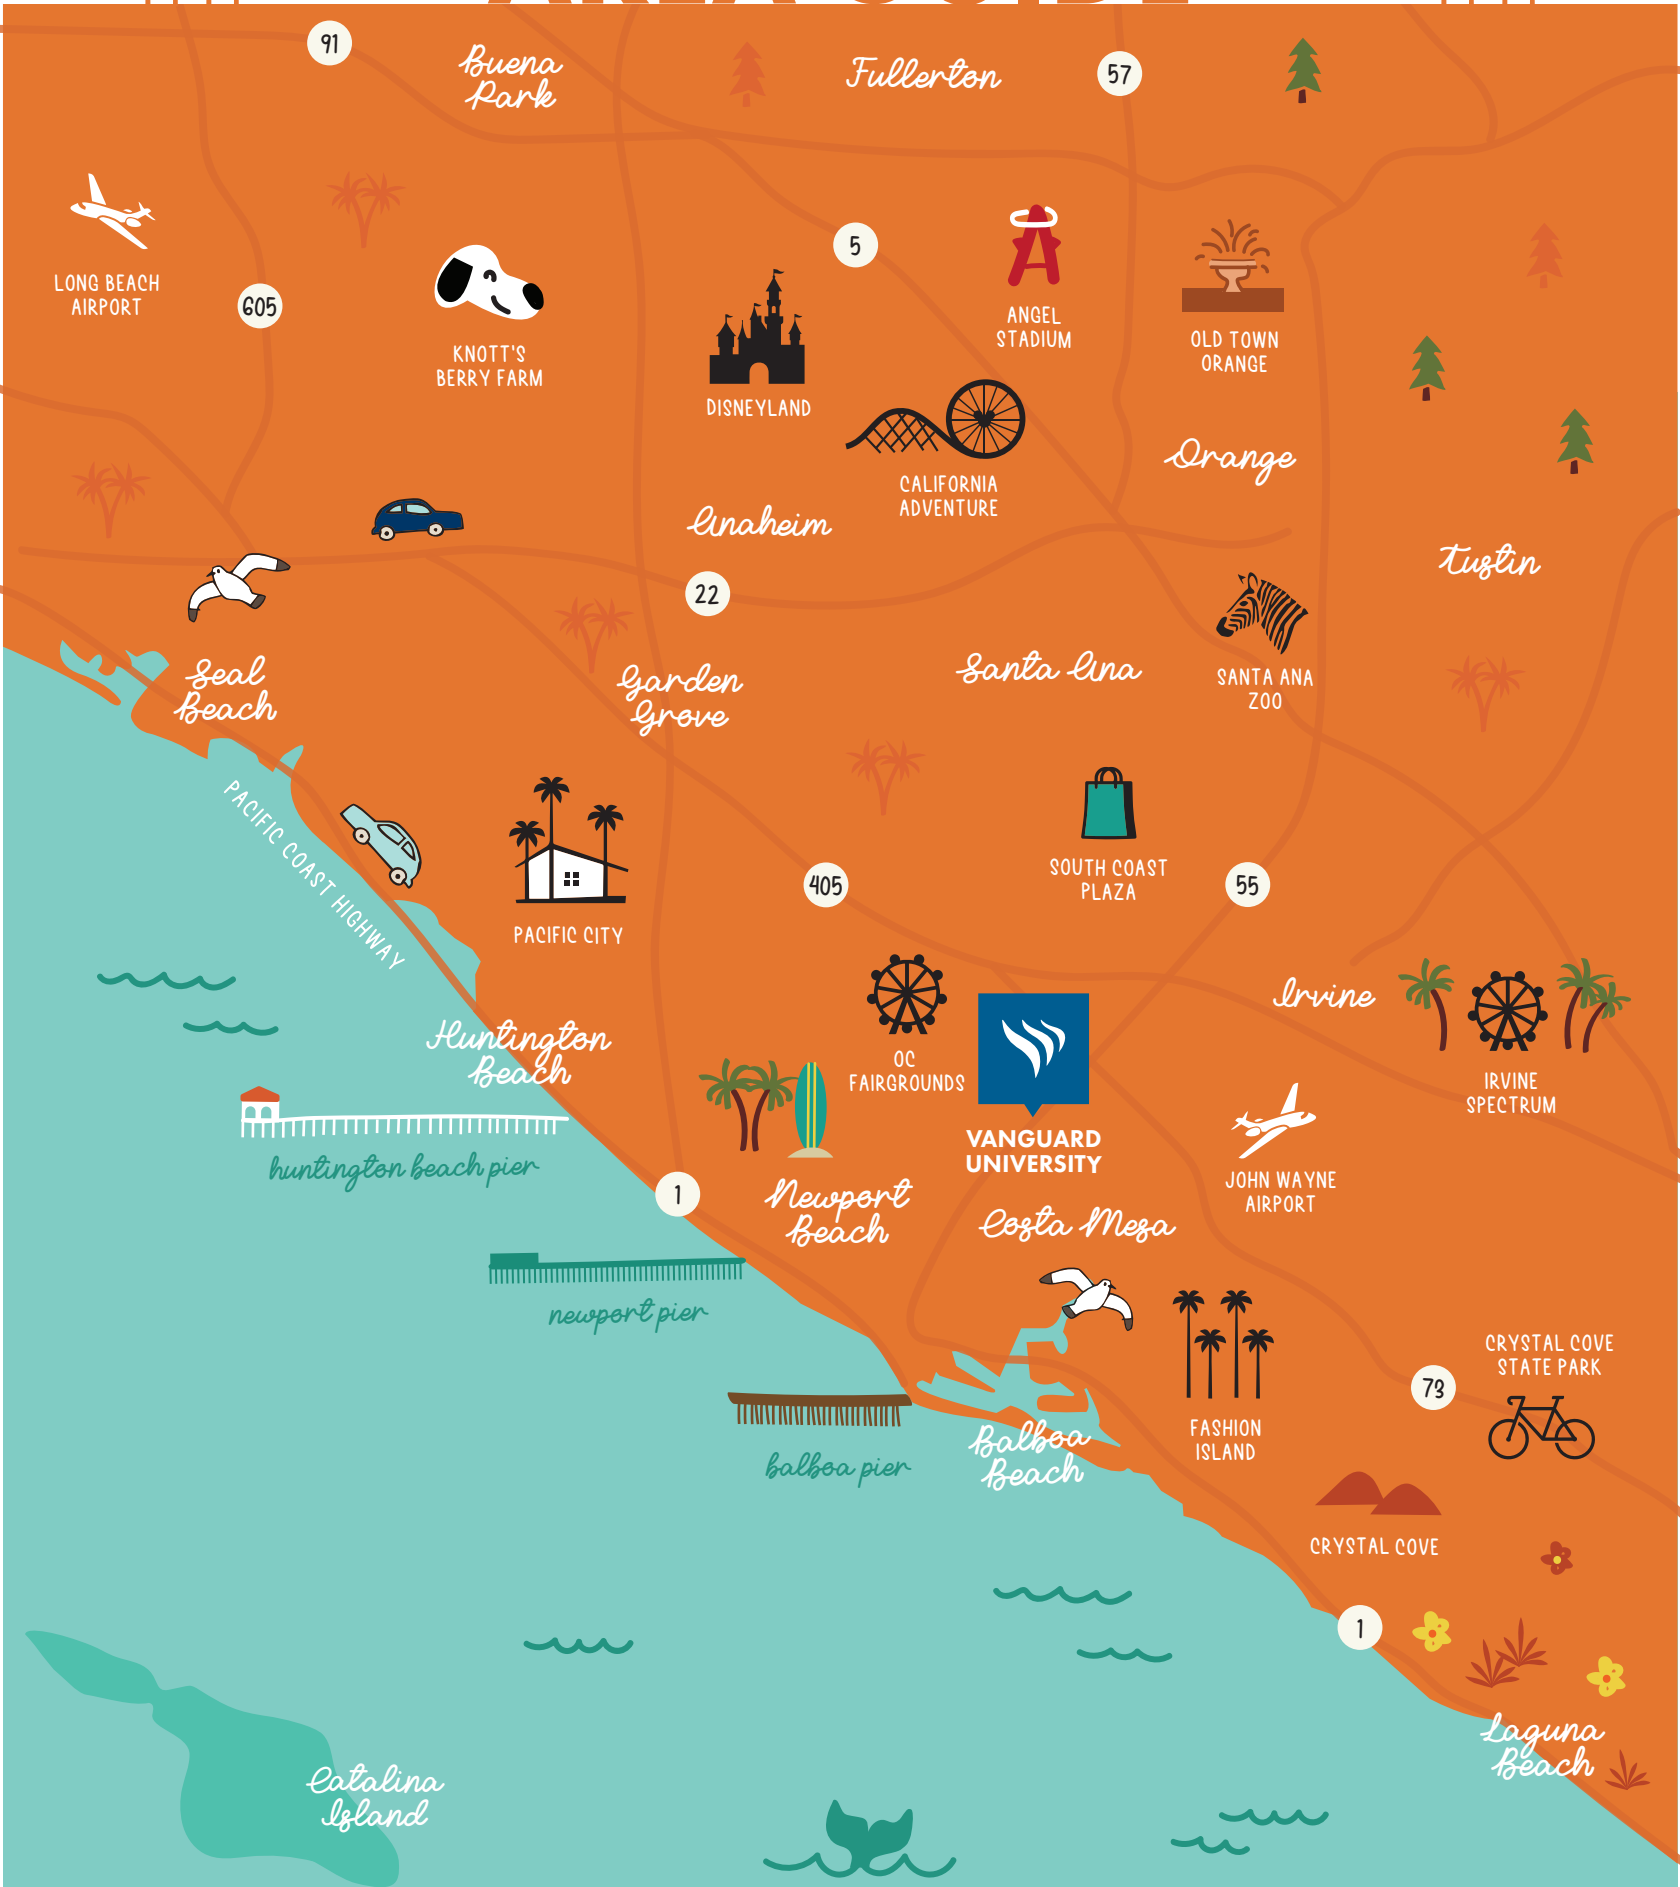 AREA GUIDE
91
Buena
Park
Fullerton
57
LONG BEACH
AIRPORT
605
KNOTT'S
BERRY FARM
5
DISNEYLAND
ANGEL
STADIUM
OLD TOWN
ORANGE
CALIFORNIA
ADVENTURE
Orange
Anaheim
Tustin
22
Seal
Beach
Garden
Grove
Santa Ana
SANTA ANA
ZOO
PACIFIC COAST HIGHWAY
PACIFIC CITY
405
SOUTH COAST
PLAZA
55
Huntington
Beach
OC
FAIRGROUNDS
Irvine
IRVINE
SPECTRUM
VANGUARD
UNIVERSITY
huntington beach pier
1
Newport
Beach
Costa Mesa
JOHN WAYNE
AIRPORT
newport pier
balboa pier
Balboa
Beach
FASHION
ISLAND
73
CRYSTAL COVE
STATE PARK
CRYSTAL COVE
1
Laguna
Beach
Catalina
Island